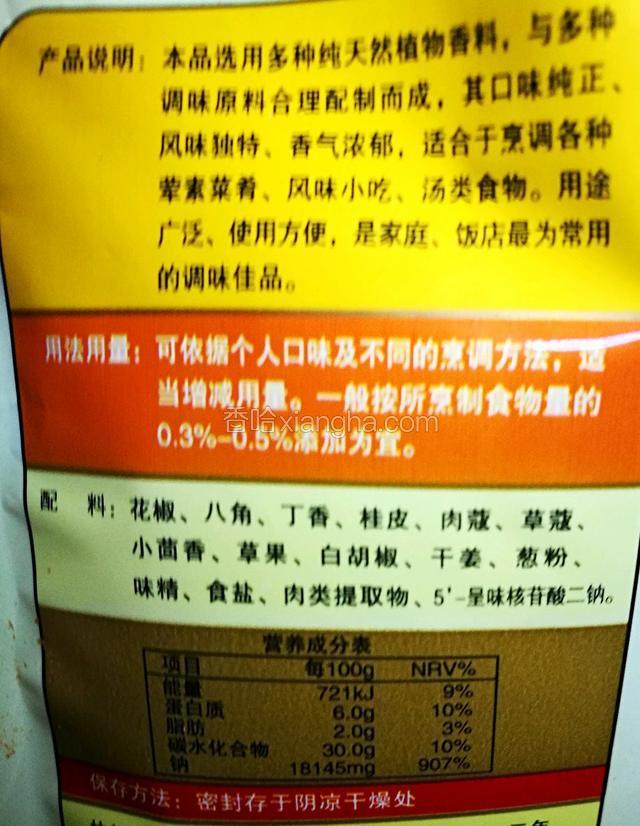 产品说明：本品选用多种纯天然植物香料，与多种
调味原料合理配制而成，其口味纯正、
风味独特、香气浓郁，适合于烹调各种
荤素菜肴、风味小吃、汤类食物。用途
广泛、使用方便，是家庭、饭店最为常用
的调味佳品。
用法用量：可依据个人口味及不同的烹调方法，适
当增减用量。一般按所烹制食物量的
香哈xiangha.com
0.3%-0.5%添加为宜。
配 料：花椒、八角、丁香、桂皮、肉蔻、草蔻、
小茴香、草果、白胡椒、干姜、葱粉、
味精、食盐、肉类提取物、5'-呈味核苷酸二钠。
营养成分表
项目 每100g NRV%
能量 721kJ 9%
蛋白质 6.0g 10%
脂肪 2.0g 3%
碳水化合物 30.0g 10%
钠 18145mg 907%
保存方法：密封存于阴凉干燥处